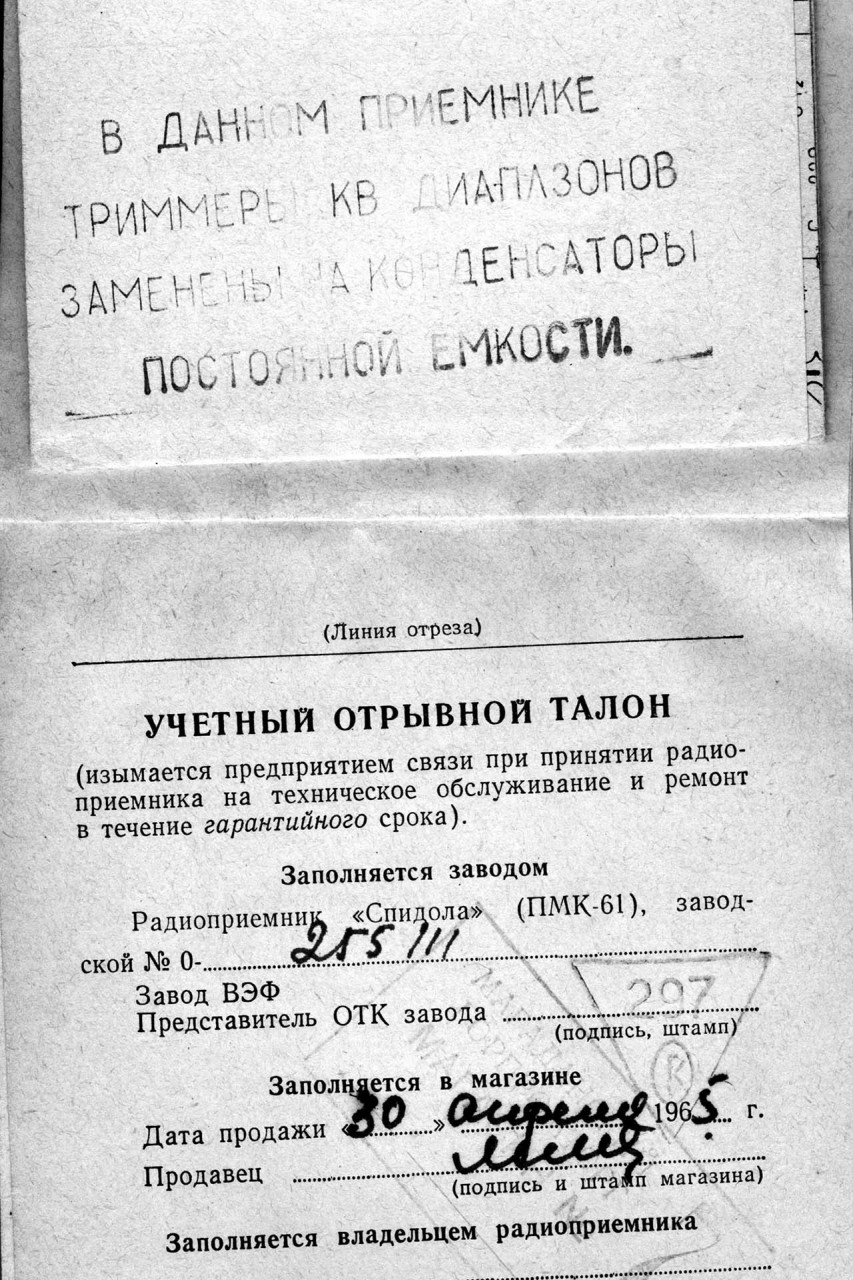 В ДАННОМ ПРИЕМНИКЕ
ТРИММЕРЫ КВ ДИАПАЗОНОВ
ЗАМЕНЕНЫ НА КОНДЕНСАТОРЫ
ПОСТОЯННОЙ ЕМКОСТИ.
(Линия отреза)
УЧЕТНЫЙ ОТРЫВНОЙ ТАЛОН
(изымается предприятием связи при принятии радио-
приемника на техническое обслуживание и ремонт
в течение гарантийного срока).
Заполняется заводом
Радиоприемник «Спидола» (ПМК-61), завод-
ской № 0- 255111
Завод ВЭФ
297
Представитель ОТК завода
(подпись, штамп)
Заполняется в магазине
Дата продажи «30» апреля 1965 г.
Продавец
(подпись и штамп магазина)
Заполняется владельцем радиоприемника